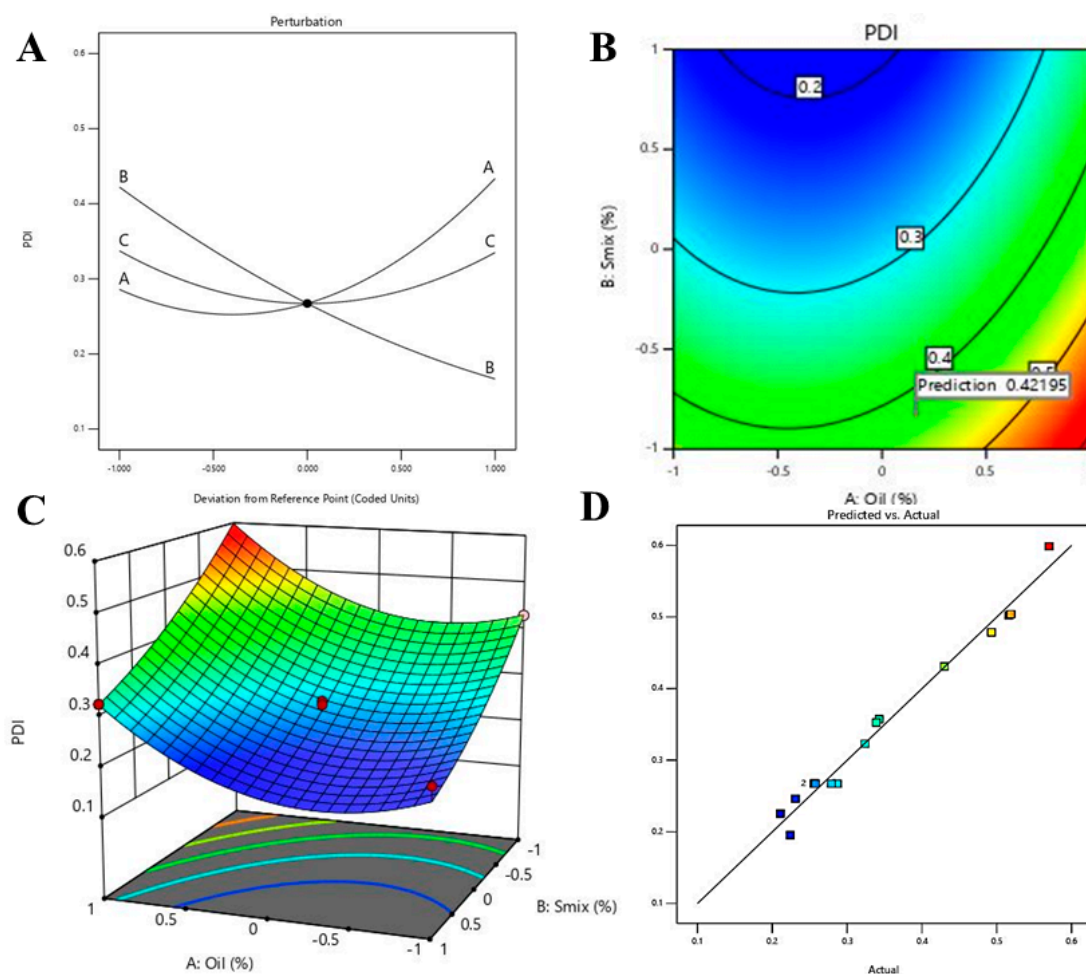 A
Perturbation
0.6
0.5
0.4
0.3
0.2
0.1
PDI
B
C
A
A
C
B
-1.000
-0.500
0.000
0.500
1.000
Deviation from Reference Point (Coded Units)
B
PDI
1
0.5
0
-0.5
-1
B: Smix (%)
0.2
0.3
0.4
Prediction 0.42195
-1
-0.5
0
0.5
A: Oil (%)
C
0.6
0.5
0.4
0.3
0.2
0.1
PDI
1
0.5
0
-0.5
-1
A: Oil (%)
-1
-0.5
0
0.5
1
B: Smix (%)
D
Predicted vs. Actual
0.6
0.5
0.4
0.3
0.2
0.1
2
0.1
0.2
0.3
0.4
0.5
0.6
Actual